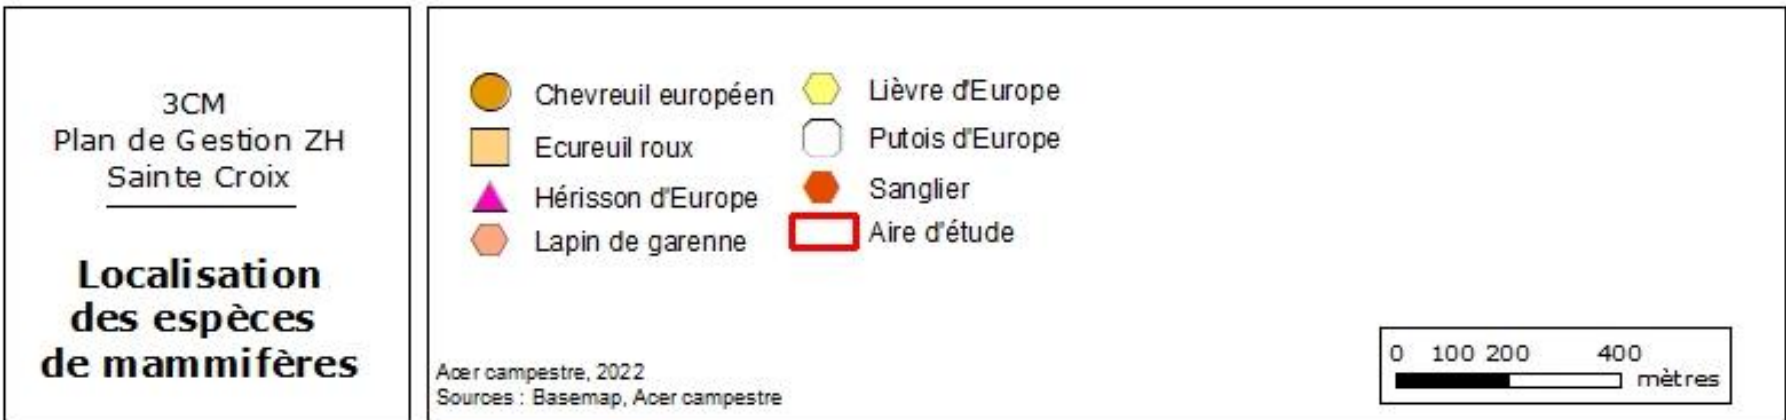 3CM
Plan de Gestion ZH
Sainte Croix
Localisation
des espèces
de mammifères
Chevreuil européen
Ecureuil roux
Hérisson d'Europe
Lapin de garenne
Lièvre d'Europe
Putois d'Europe
Sanglier
Aire d'étude
Acer campestre, 2022
Sources : Basemap, Acer campestre
0 100 200 400
mètres